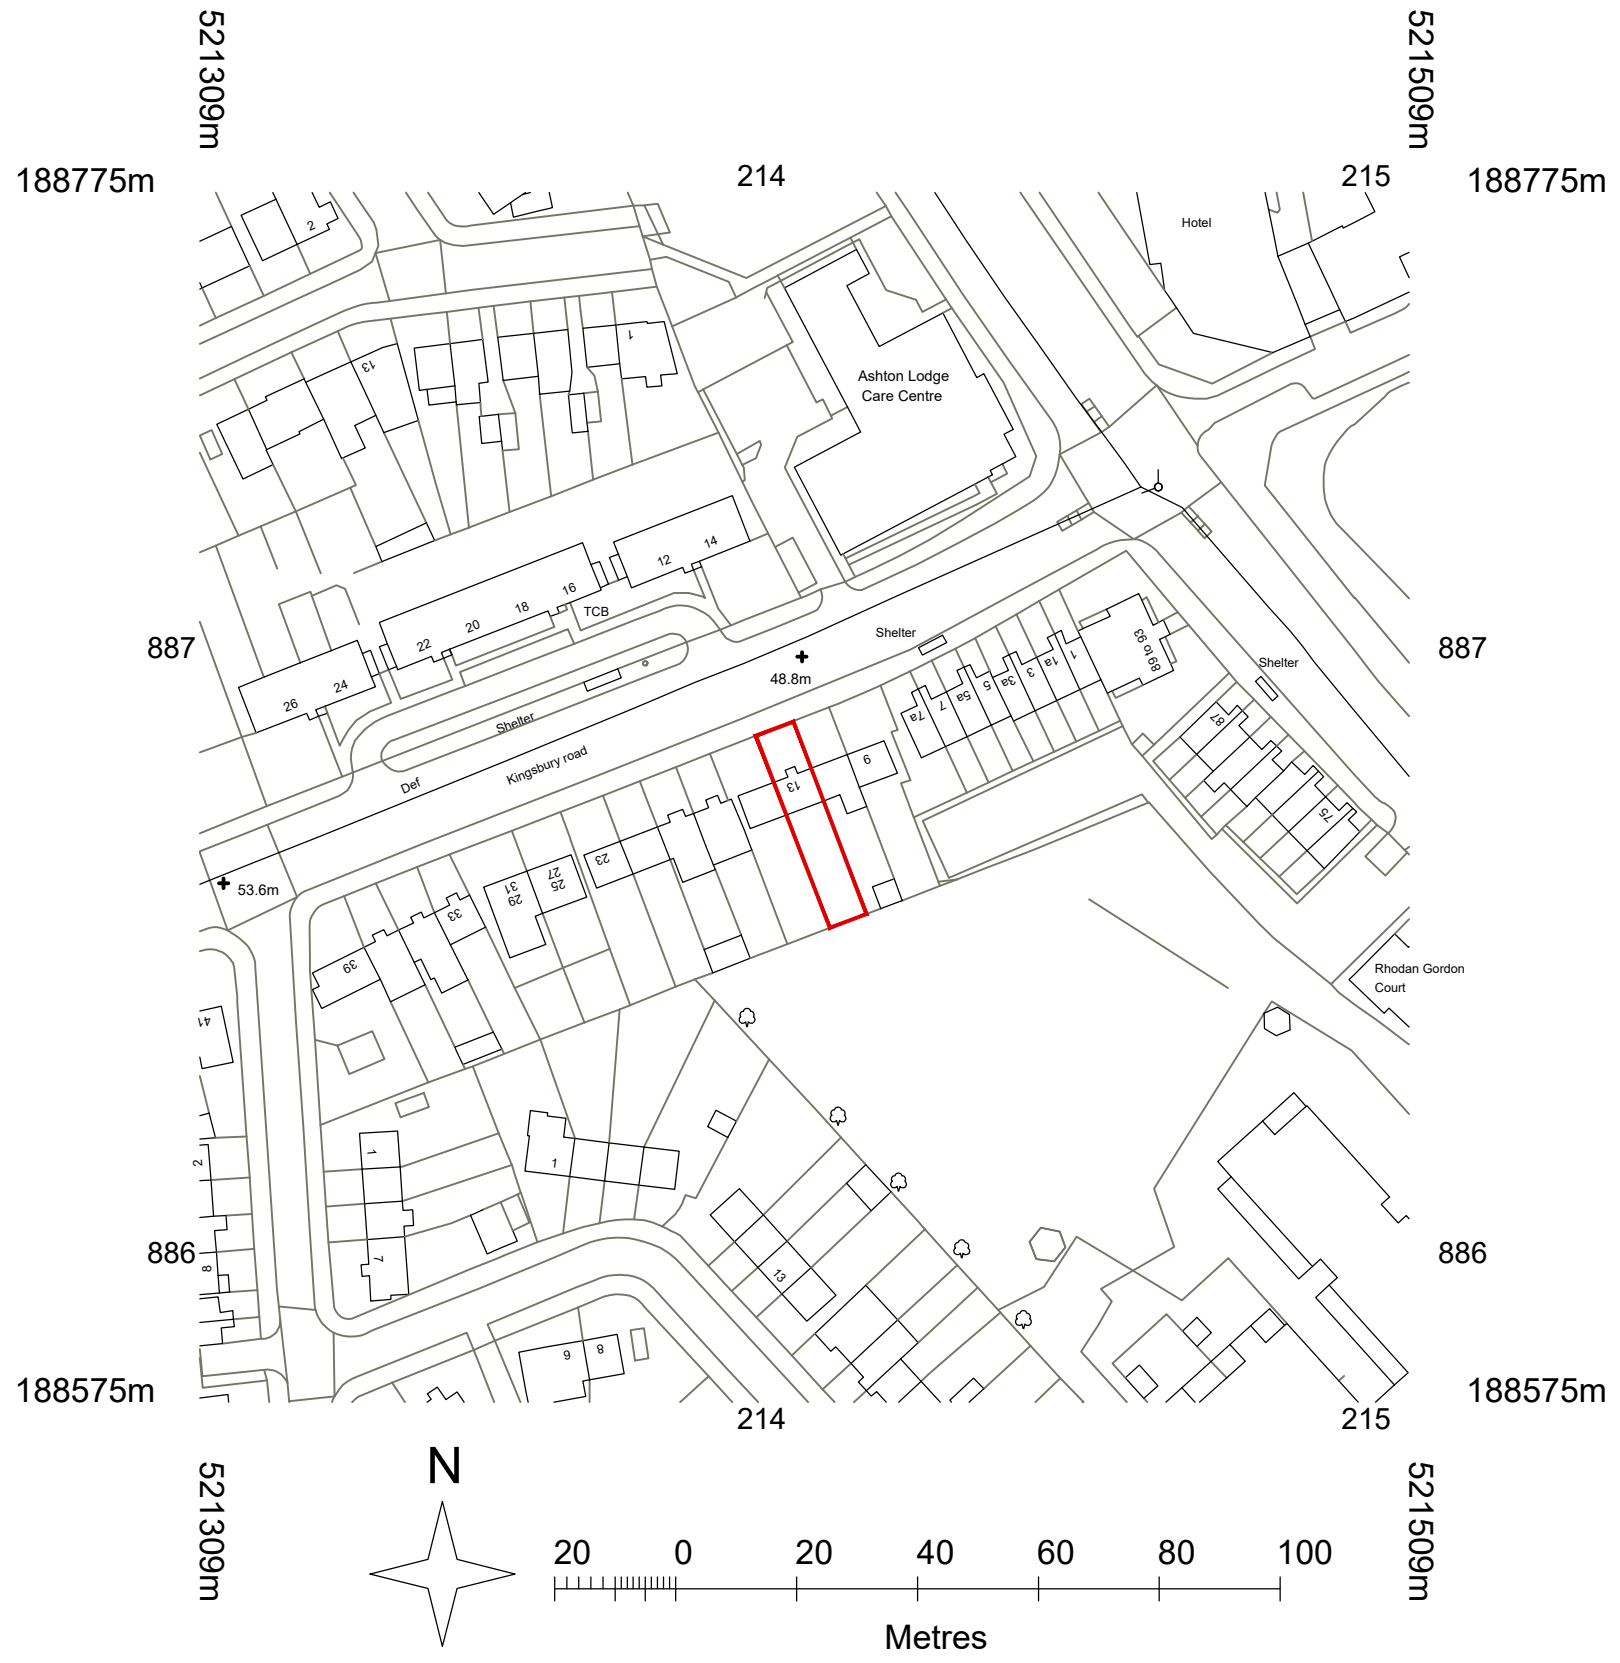 521309m
521509m
188775m
214
215
188775m
2
Hotel
1
13
Ashton Lodge
Care Centre
14
12
16
18
TCB
20
22
887
24
26
Shelter
Shelter
887
48.8m
89 to 93
1
1a
3
3a
5
5a
7
7a
87
Shelter
Kingsbury road
Def
9
13
75
23
27
25
31
29
33
39
53.6m
Rhodan Gordon
Court
41
1
2
1
7
13
886
886
8
6
8
188575m
214
215
188575m
N
521309m
521509m
20 0 20 40 60 80 100
Metres